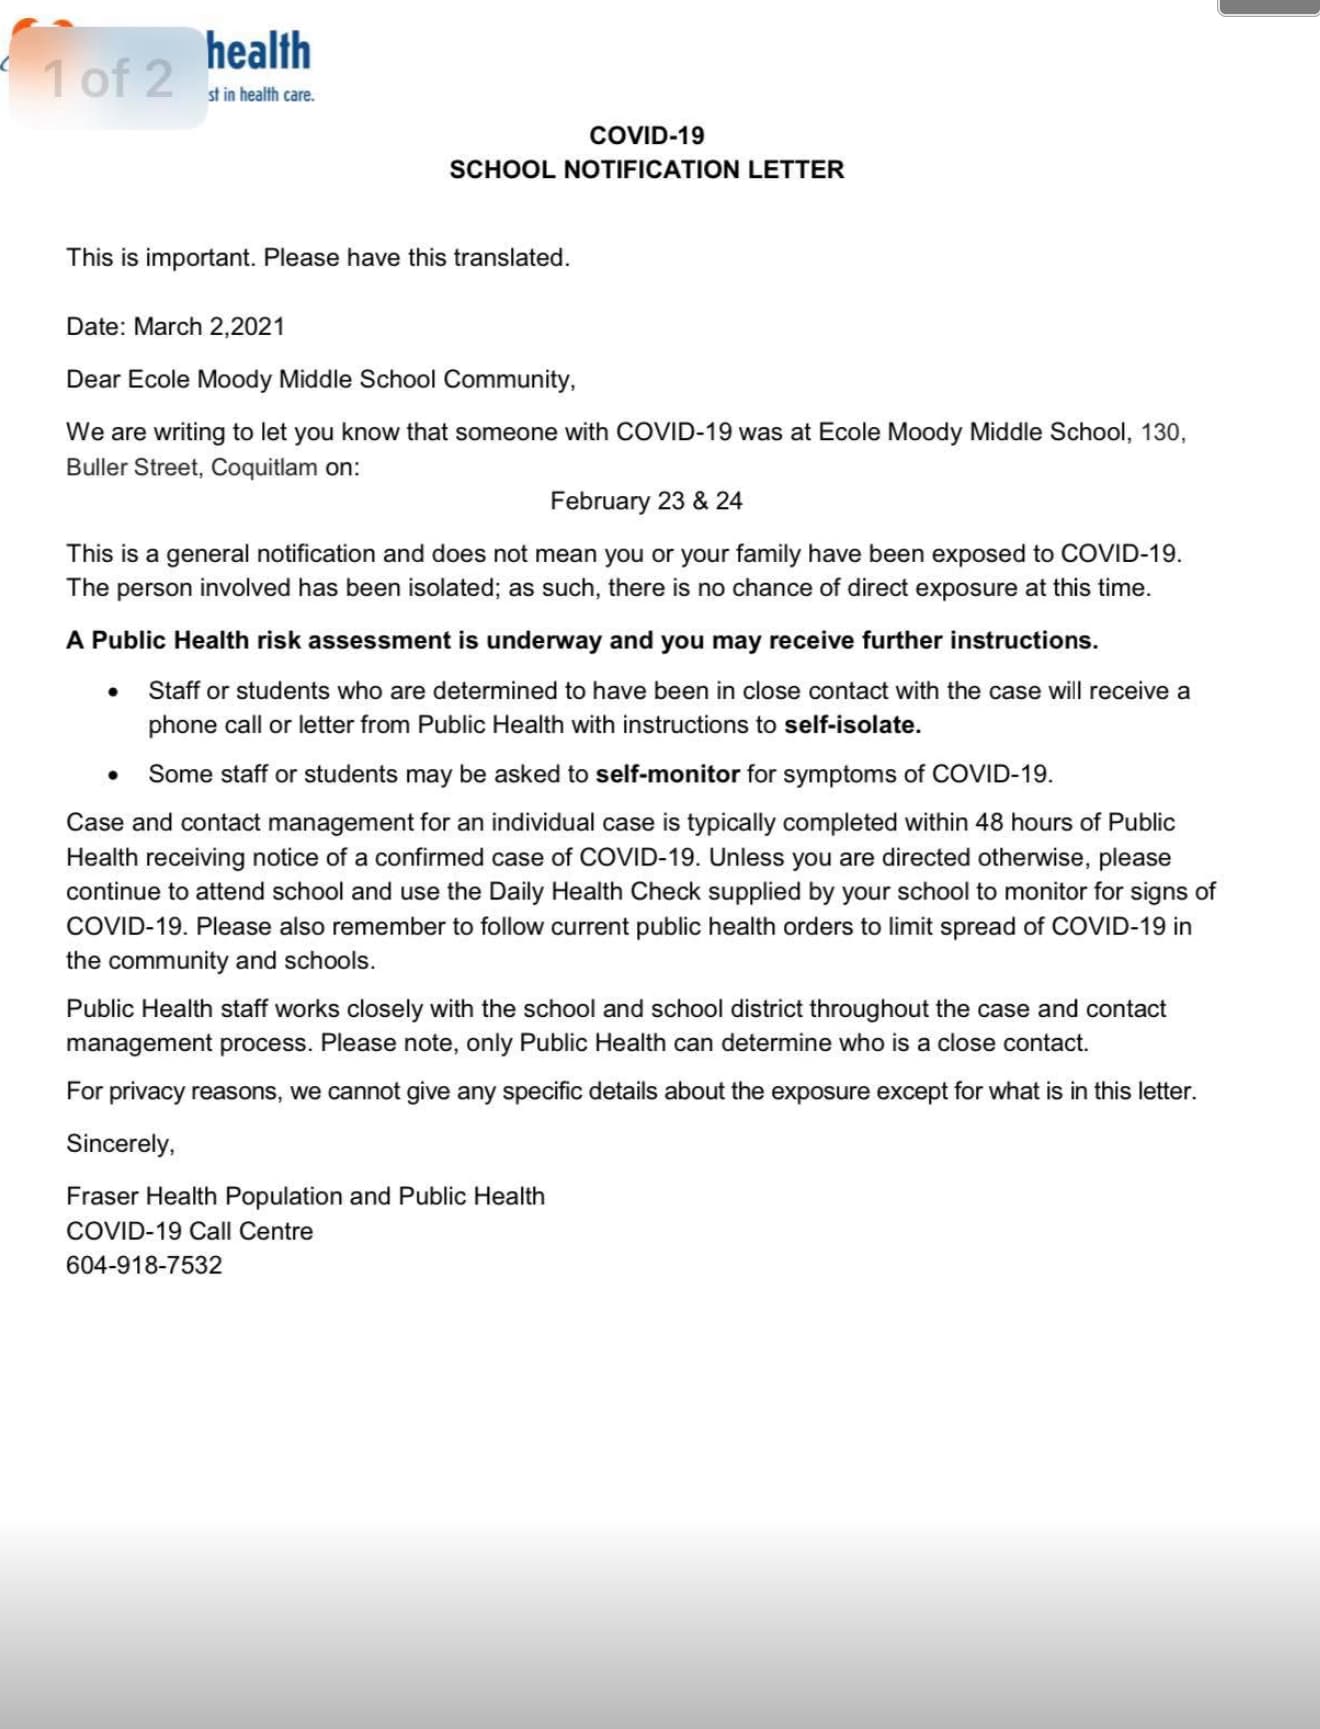 1 of 2
health
st in health care.
COVID-19
SCHOOL NOTIFICATION LETTER
This is important. Please have this translated.
Date: March 2,2021
Dear Ecole Moody Middle School Community,
We are writing to let you know that someone with COVID-19 was at Ecole Moody Middle School, 130,
Buller Street, Coquitlam on:
February 23 & 24
This is a general notification and does not mean you or your family have been exposed to COVID-19.
The person involved has been isolated; as such, there is no chance of direct exposure at this time.
A Public Health risk assessment is underway and you may receive further instructions.
• Staff or students who are determined to have been in close contact with the case will receive a
phone call or letter from Public Health with instructions to self-isolate.
• Some staff or students may be asked to self-monitor for symptoms of COVID-19.
Case and contact management for an individual case is typically completed within 48 hours of Public
Health receiving notice of a confirmed case of COVID-19. Unless you are directed otherwise, please
continue to attend school and use the Daily Health Check supplied by your school to monitor for signs of
COVID-19. Please also remember to follow current public health orders to limit spread of COVID-19 in
the community and schools.
Public Health staff works closely with the school and school district throughout the case and contact
management process. Please note, only Public Health can determine who is a close contact.
For privacy reasons, we cannot give any specific details about the exposure except for what is in this letter.
Sincerely,
Fraser Health Population and Public Health
COVID-19 Call Centre
604-918-7532